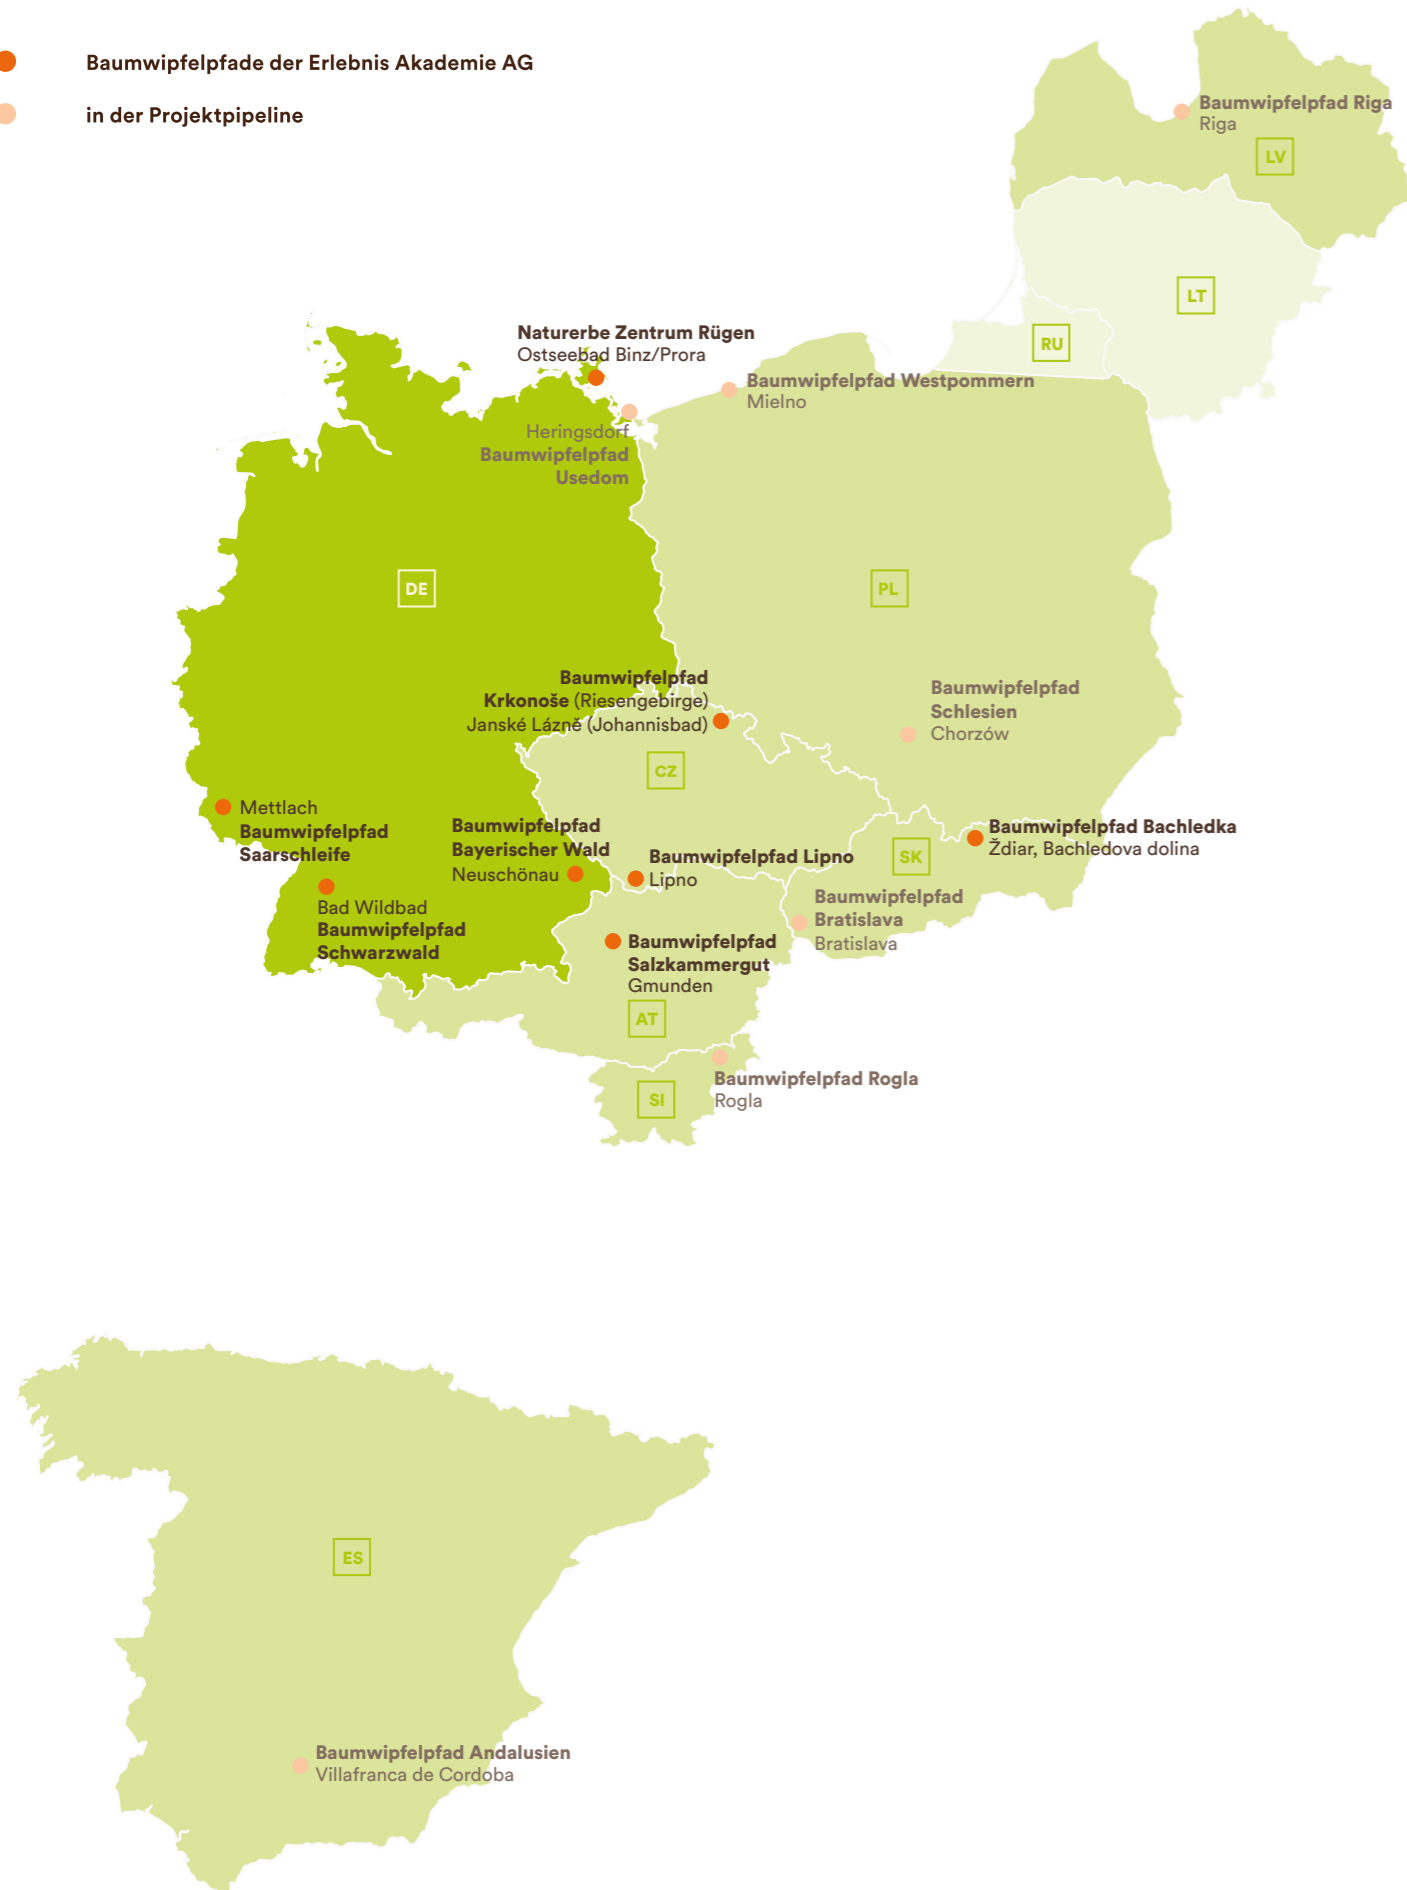 Baumwipfelpfade der Erlebnis Akademie AG
in der Projektpipeline
Baumwipfelpfad Riga
Riga
LV
LT
RU
Naturerbe Zentrum Rügen
Ostseebad Binz/Prora
Baumwipfelpfad Westpommern
Mielno
Heringsdorf
Baumwipfelpfad
Usedom
DE
PL
Baumwipfelpfad
Krkonoše (Riesengebirge)
Janské Lázně (Johannisbad)
Baumwipfelpfad
Schlesien
Chorzów
CZ
Mettlach
Baumwipfelpfad
Saarschleife
Baumwipfelpfad
Bayerischer Wald
Neuschönau
Baumwipfelpfad Lipno
Lipno
SK
Baumwipfelpfad Bachledka
Ždiar, Bachledova dolina
Bad Wildbad
Baumwipfelpfad
Schwarzwald
Baumwipfelpfad
Bratislava
Bratislava
Baumwipfelpfad
Salzkammergut
Gmunden
AT
Baumwipfelpfad Rogla
Rogla
SI
ES
Baumwipfelpfad Andalusien
Villafranca de Cordoba